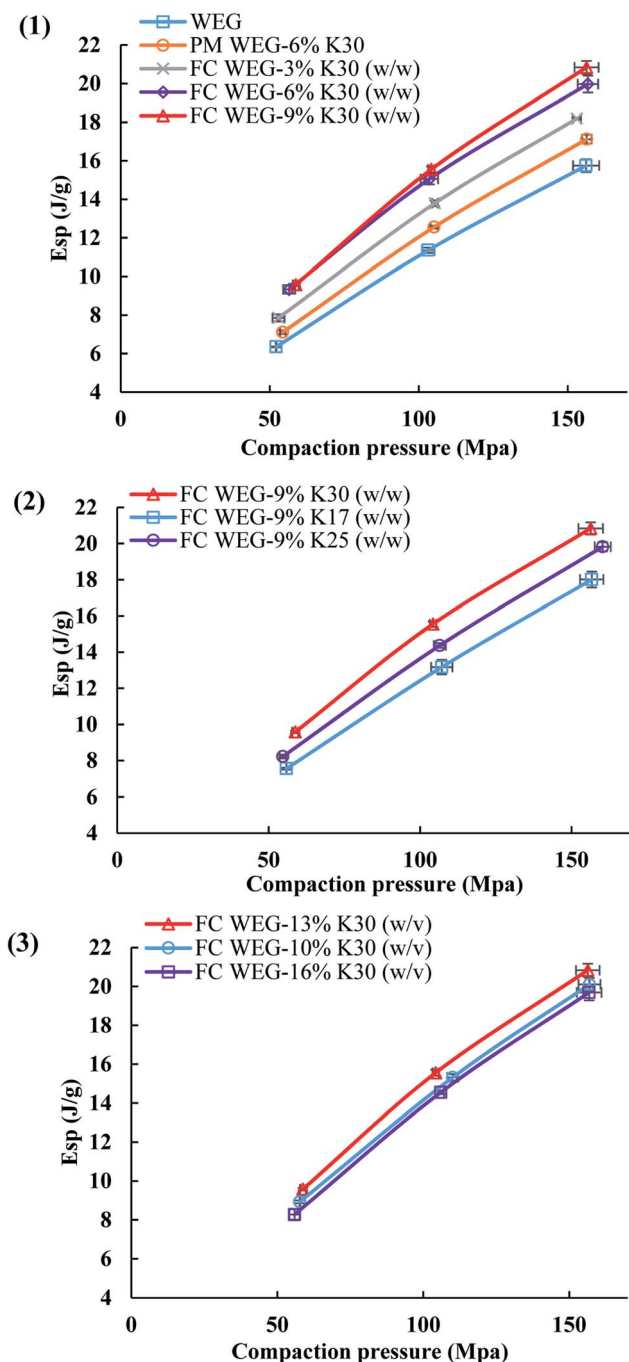 (1)
WEG
PM WEG-6% K30
FC WEG-3% K30 (w/w)
FC WEG-6% K30 (w/w)
FC WEG-9% K30 (w/w)
22
20
18
16
14
12
10
8
6
4
Esp (J/g)
0
50
100
150
Compaction pressure (Mpa)
(2)
FC WEG-9% K30 (w/w)
FC WEG-9% K17 (w/w)
FC WEG-9% K25 (w/w)
22
20
18
16
14
12
10
8
6
4
Esp (J/g)
0
50
100
150
Compaction pressure (Mpa)
(3)
FC WEG-13% K30 (w/v)
FC WEG-10% K30 (w/v)
FC WEG-16% K30 (w/v)
22
20
18
16
14
12
10
8
6
4
Esp (J/g)
0
50
100
150
Compaction pressure (Mpa)